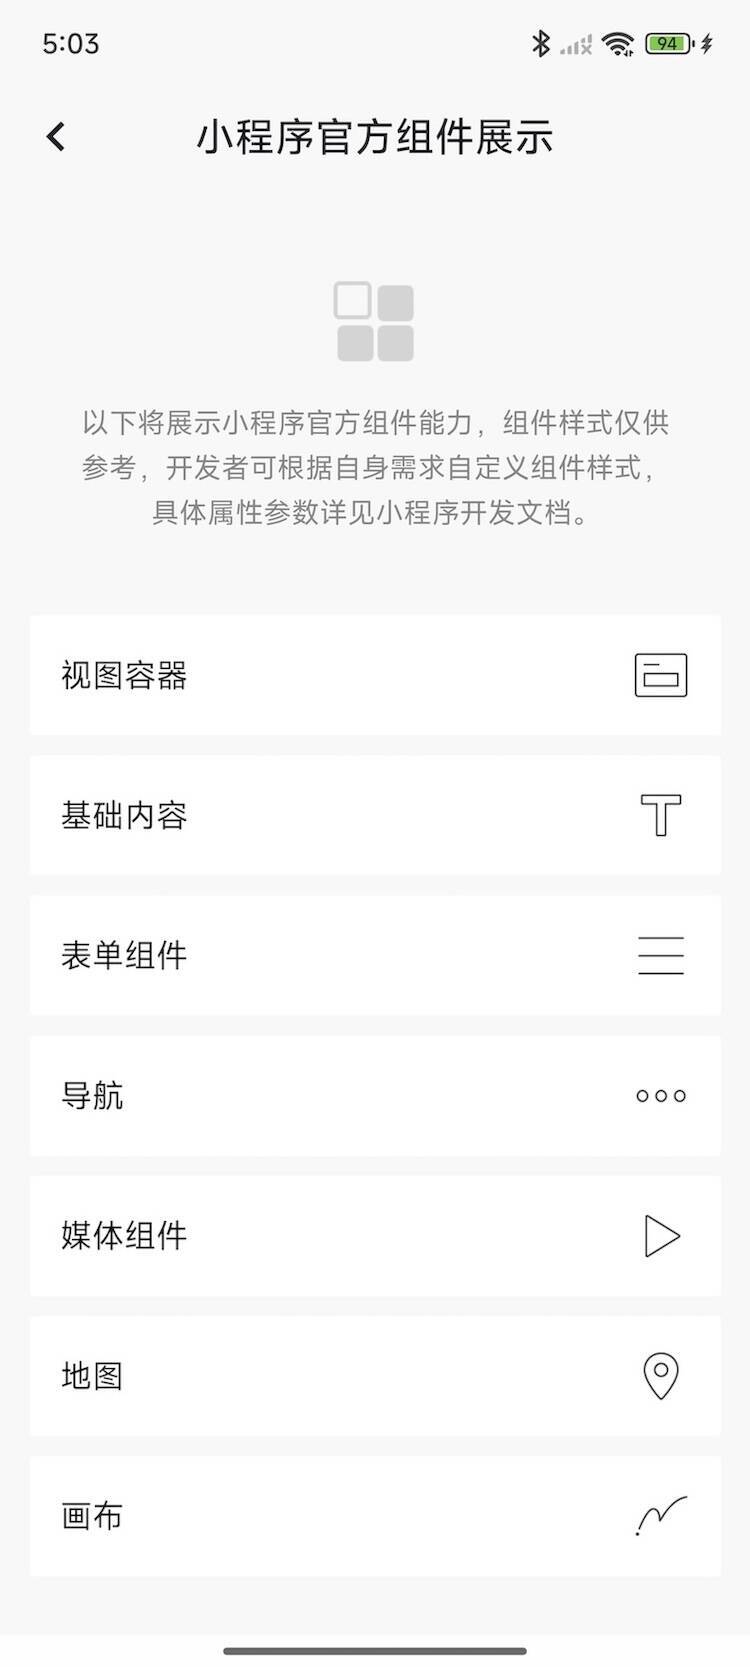 5:03
94
小程序官方组件展示
以下将展示小程序官方组件能力，组件样式仅供
参考，开发者可根据自身需求自定义组件样式，
具体属性参数详见小程序开发文档。
视图容器
基础内容
表单组件
导航
媒体组件
地图
画布